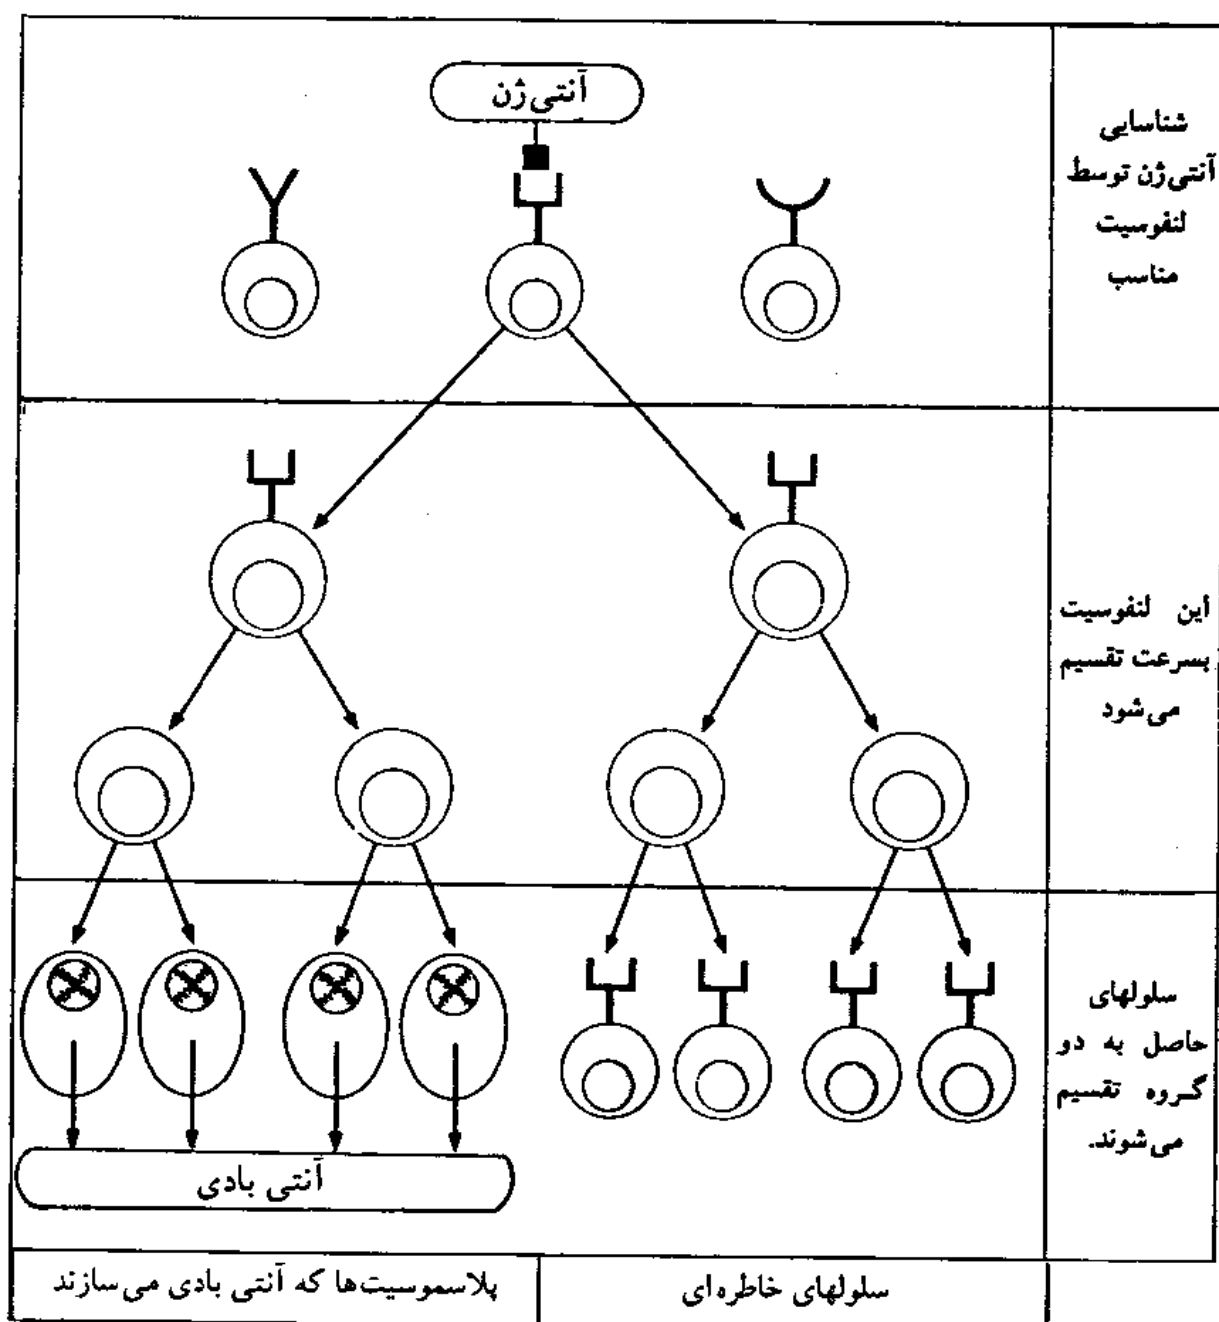 آنتی‌ژن
شناسایی
آنتی‌ژن توسط
لنفوسیت
مناسب
این لنفوسیت
بسرعت تقسیم
می‌شود
سلولهای
حاصل به دو
گروه تقسیم
می‌شوند.
آنتی بادی
سلولهای خاطره‌ای
پلاسموسیت‌ها که آنتی بادی می‌سازند